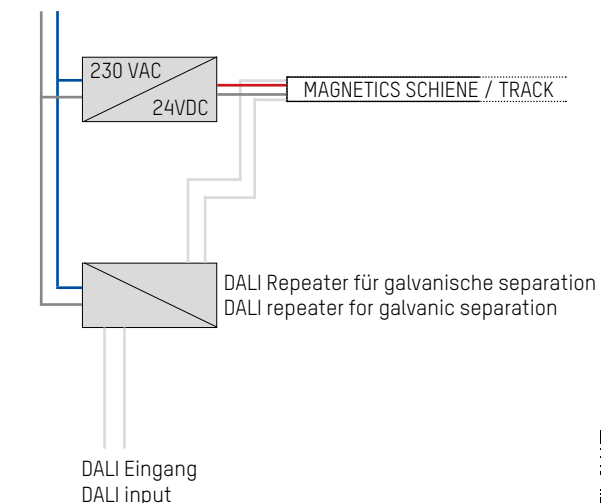 230 VAC
24VDC
MAGNETICS SCHIENE / TRACK
DALI Repeater für galvanische separation
DALI repeater for galvanic separation
DALI Eingang
DALI input